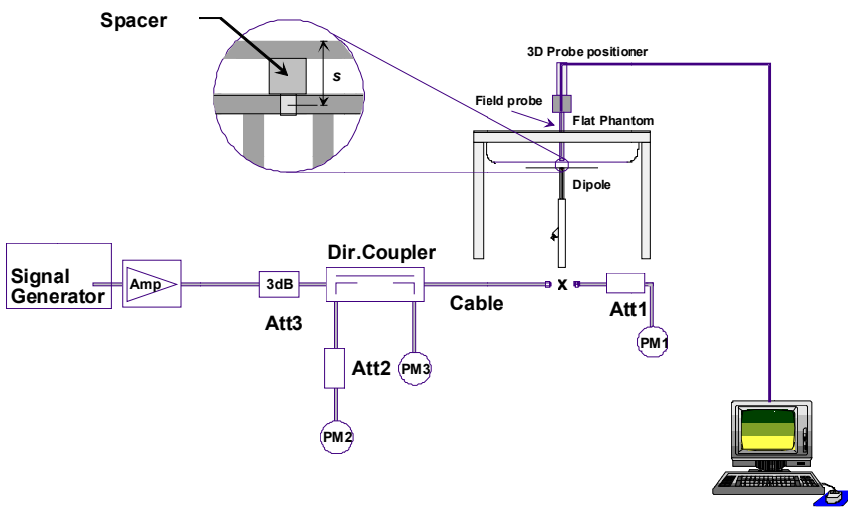 Spacer
s
3D Probe positioner
Field probe
Flat Phantom
Dipole
Signal
Generator
Amp
3dB
Att3
Dir.Coupler
Cable
x
Att1
PM1
Att2
PM3
PM2